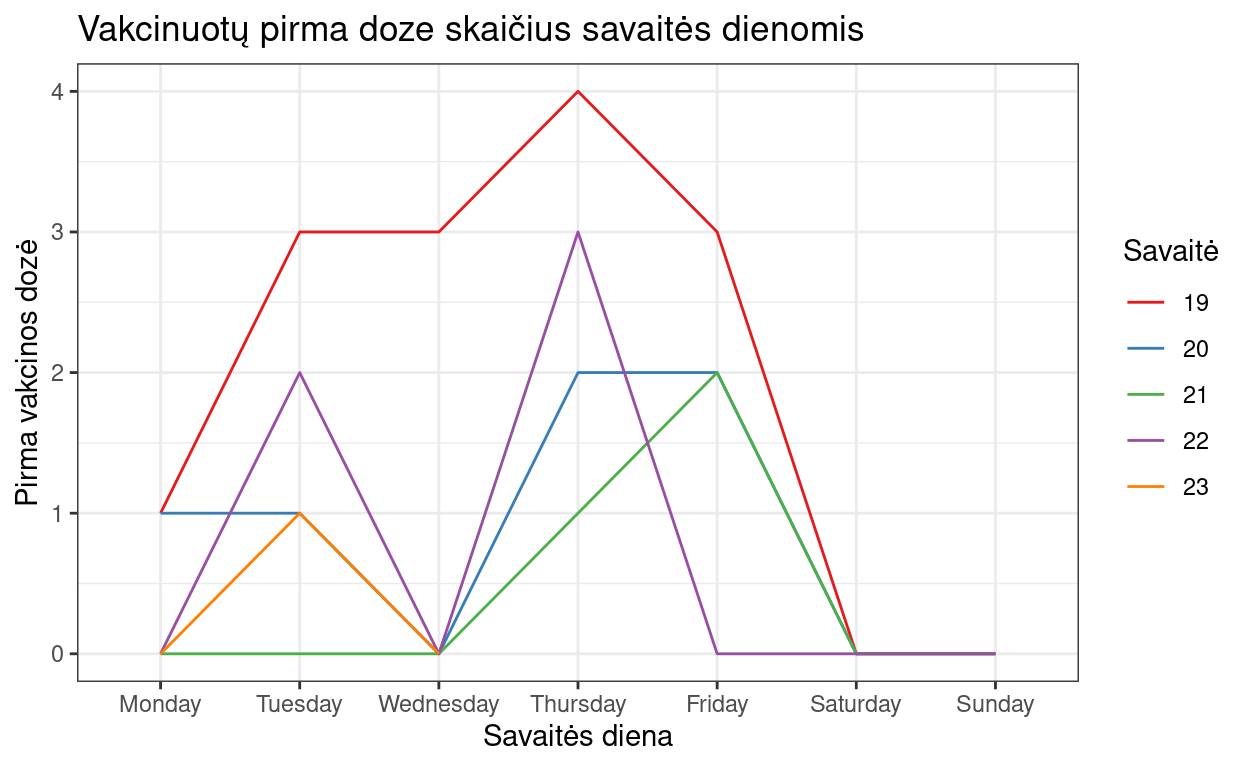 Vakcinuotų pirma doze skaičius savaitės dienomis
Pirma vakcinos dozė
4
3
2
1
0
Monday Tuesday Wednesday Thursday Friday Saturday Sunday
Savaitės diena
Savaitė
19
20
21
22
23